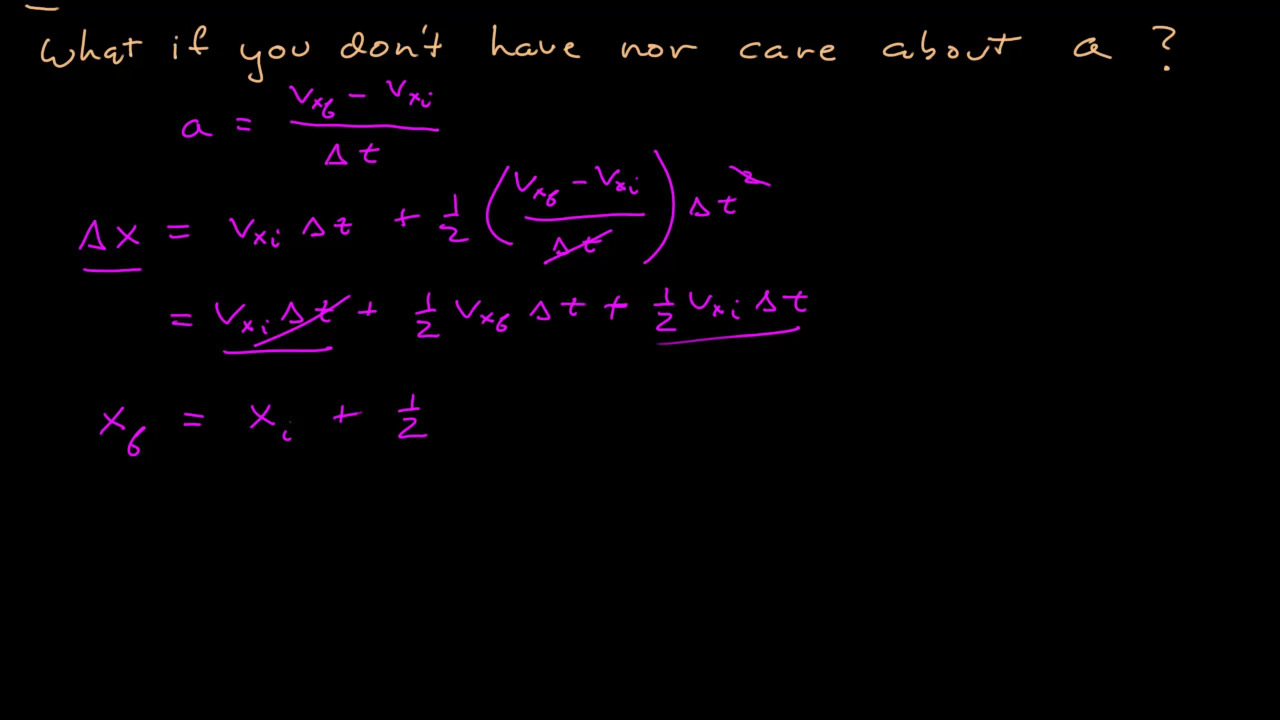 What if you don't have nor care about a ?
a = (v_xf - v_xi) / Δt
Δx = v_xi Δt + 1/2 ((v_xf - v_xi) / Δt) Δt²
= v_xi Δt + 1/2 v_xf Δt + 1/2 v_xi Δt
x_f = x_i + 1/2